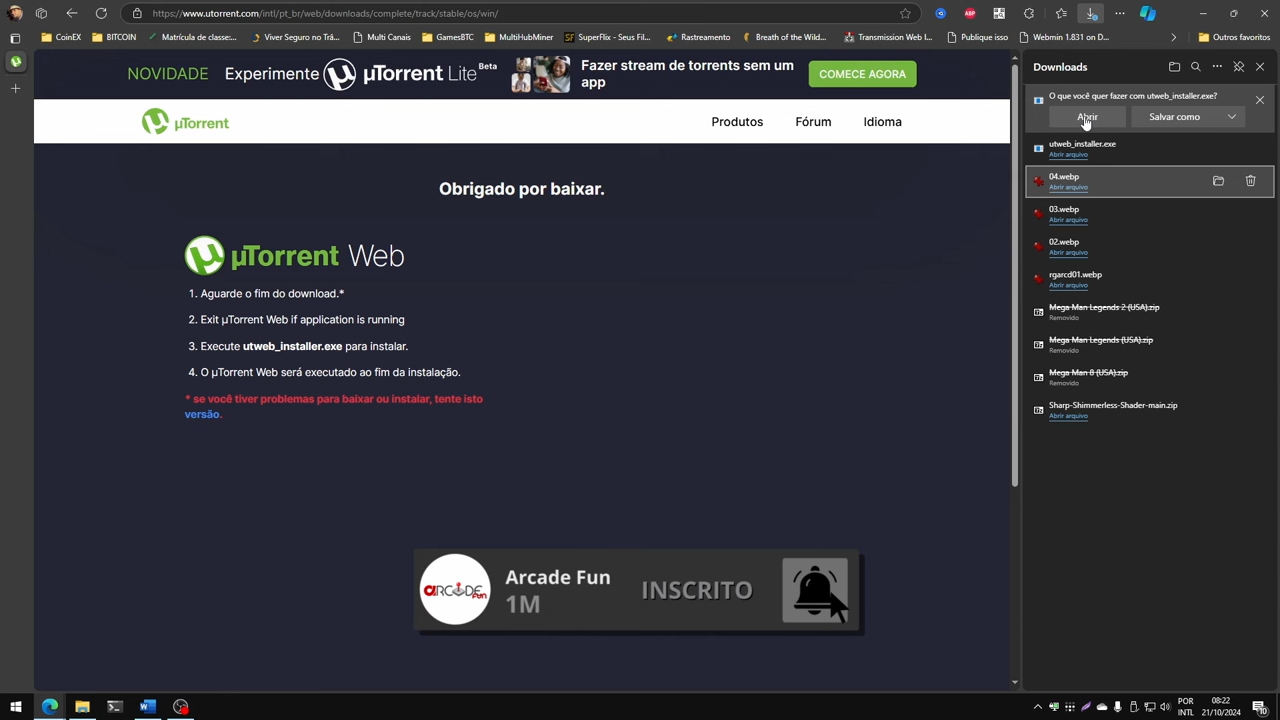 https://www.utorrent.com/intl/pt_br/web/downloads/complete/track/stable/os/win/
ABP
CoinEX
BITCOIN
Matrícula de classe:...
Viver Seguro no Trâ...
Multi Canais
GamesBTC
MultiHubMiner
SF
SuperFlix - Seus Fil...
Rastreamento
Breath of the Wild...
Transmission Web I...
Publique isso
Webmin 1.831 on D...
Outros favoritos
NOVIDADE
Experimente
µTorrent Lite
Beta
Fazer stream de torrents sem um
app
COMECE AGORA
µTorrent
Produtos
Fórum
Idioma
Obrigado por baixar.
µTorrent Web
1. Aguarde o fim do download.*
2. Exit µTorrent Web if application is running
3. Execute utweb_installer.exe para instalar.
4. O µTorrent Web será executado ao fim da instalação.
* se você tiver problemas para baixar ou instalar, tente isto
versão.
Downloads
O que você quer fazer com utweb_installer.exe?
Abrir
Salvar como
utweb_installer.exe
Abrir arquivo
04.webp
Abrir arquivo
03.webp
Abrir arquivo
02.webp
Abrir arquivo
rgarcd01.webp
Abrir arquivo
Mega Man Legends 2 (USA).zip
Removido
Mega Man Legends (USA).zip
Removido
Mega Man 8 (USA).zip
Removido
Sharp-Shimmerless-Shader-main.zip
Abrir arquivo
ARCADE
fun
Arcade Fun
1M
INSCRITO
POR
INTL
08:22
21/10/2024